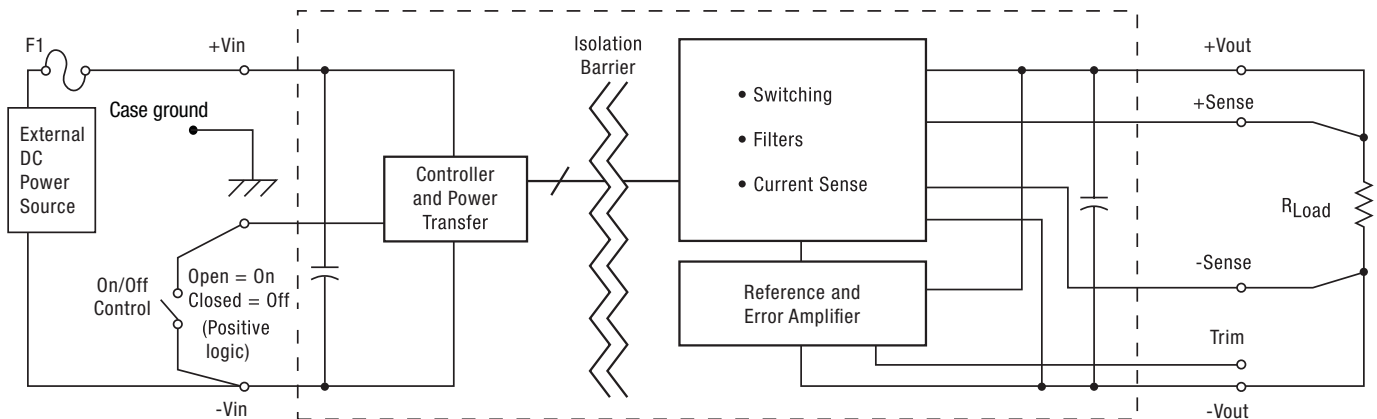 F1
+Vin
Isolation
Barrier
+Vout
Case ground
+Sense
External
DC
Power
Source
• Switching
• Filters
• Current Sense
Controller
and Power
Transfer
RLoad
On/Off
Control
Open = On
Closed = Off
(Positive
logic)
Reference and
Error Amplifier
-Sense
Trim
-Vin
-Vout